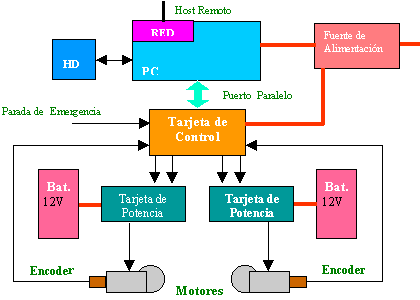 Host Remoto
RED
HD
PC
Fuente de
Alimentación
Puerto Paralelo
Parada de Emergencia
Tarjeta de
Control
Bat.
12V
Tarjeta de
Potencia
Tarjeta de
Potencia
Bat.
12V
Encoder
Encoder
Motores